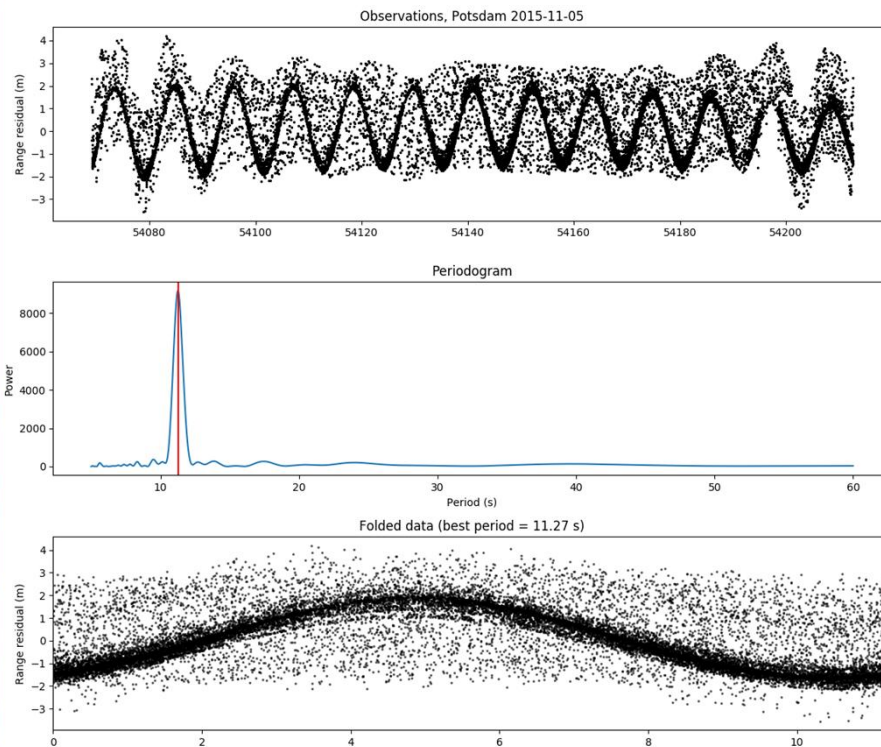 Observations, Potsdam 2015-11-05
Range residual (m)
4
3
2
1
0
−1
−2
−3
54080 54100 54120 54140 54160 54180 54200
Periodogram
Power
8000
6000
4000
2000
0
10 20 30 40 50 60
Period (s)
Folded data (best period = 11.27 s)
Range residual (m)
4
3
2
1
0
−1
−2
−3
0 2 4 6 8 10